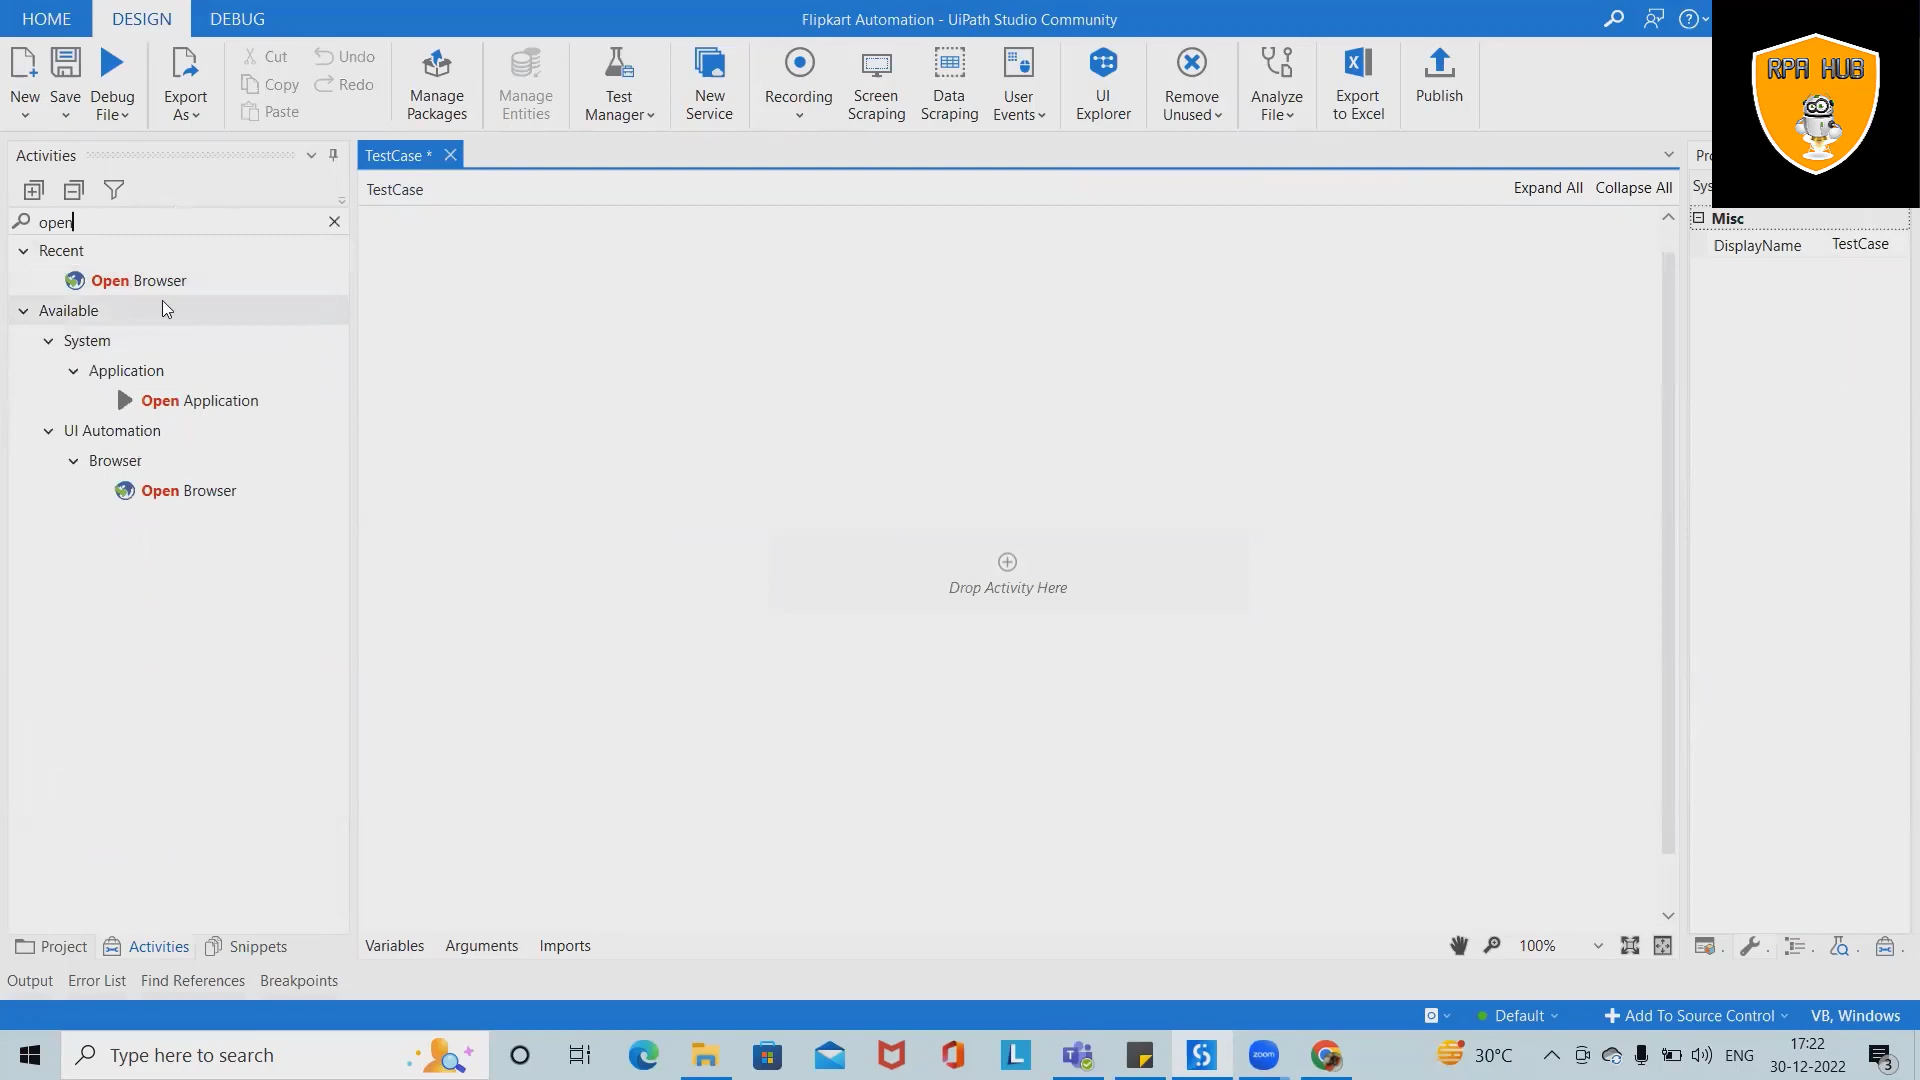 HOME DESIGN DEBUG Flipkart Automation - UiPath Studio Community
New Save Debug File Export As Cut Copy Paste Undo Redo Manage Packages Manage Entities Test Manager New Service Recording Screen Scraping Data Scraping User Events UI Explorer Remove Unused Analyze File Export to Excel Publish
RPA HUB
Activities TestCase *
TestCase Expand All Collapse All
open
Misc
Recent DisplayName TestCase
Open Browser
Available
System
Application
Open Application
UI Automation
Browser
Open Browser
Drop Activity Here
Project Activities Snippets Variables Arguments Imports 100%
Output Error List Find References Breakpoints
Default Add To Source Control VB, Windows
Type here to search zoom 30°C ENG 17:22
30-12-2022 3